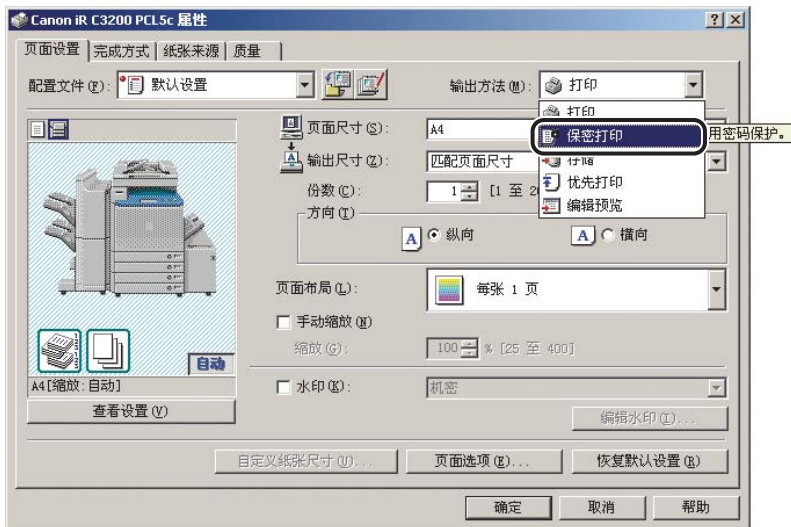 Canon iR C3200 PCL5c 属性
页面设置 完成方式 纸张来源 质量
配置文件(F): 默认设置 输出方法(M): 打印
打印
保密打印 用密码保护。
存储
优先打印
编辑预览
页面尺寸(S): A4
输出尺寸(Z): 匹配页面尺寸
份数(C): 1 [1 至 2
方向(T)
A 纵向 A 横向
页面布局(L): 每张 1 页
手动缩放(N)
缩放(G): 100 % [25 至 400]
自动
A4[缩放:自动]
水印(K): 机密
查看设置(V) 编辑水印(I)...
自定义纸张尺寸(U)... 页面选项(E)... 恢复默认设置(R)
确定 取消 帮助